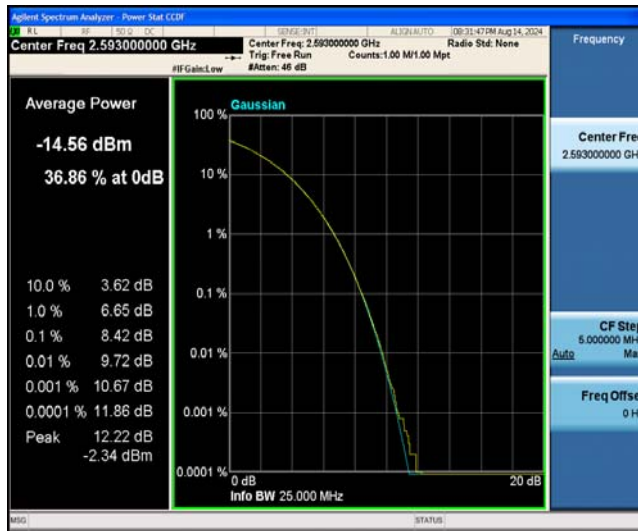 Agilent Spectrum Analyzer - Power Stat CCDF
RL RF 50 Ω DC SENSE:INT ALIGN AUTO 08:31:47 PM Aug 14, 2024
Center Freq 2.593000000 GHz
Center Freq: 2.593000000 GHz Radio Std: None
Trig: Free Run Counts:1.00 M/1.00 Mpt
#IFGain:Low #Atten: 46 dB
Frequency
Average Power
-14.56 dBm
36.86 % at 0dB
10.0 % 3.62 dB
1.0 % 6.65 dB
0.1 % 8.42 dB
0.01 % 9.72 dB
0.001 % 10.67 dB
0.0001 % 11.86 dB
Peak 12.22 dB
-2.34 dBm
Gaussian
100 %
10 %
1 %
0.1 %
0.01 %
0.001 %
0.0001 %
0 dB 20 dB
Info BW 25.000 MHz
Center Fre
2.593000000 GH
CF Step
5.000000 MH
Auto Ma
Freq Offse
0 H
MSG STATUS